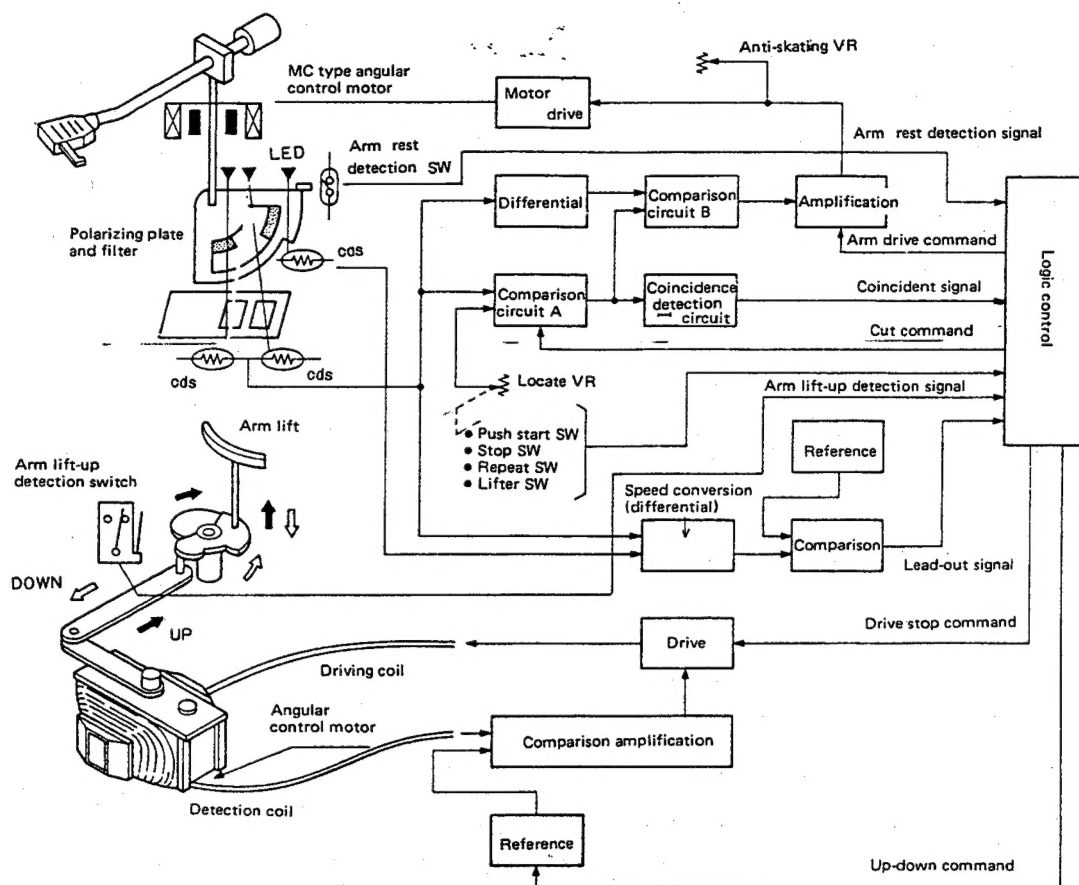 Anti-skating VR
MC type angular
control motor
Motor
drive
Arm rest detection signal
LED
Arm rest
detection SW
Differential
Comparison
circuit B
Amplification
Polarizing plate
and filter
Arm drive command
cds
Comparison
circuit A
Coincidence
detection
circuit
Coincident signal
Logic control
Cut command
cds
cds
Locate VR
Arm lift-up detection signal
Arm lift
● Push start SW
● Stop SW
● Repeat SW
● Lifter SW
Reference
Arm lift-up
detection switch
Speed conversion
(differential)
Comparison
Lead-out signal
DOWN
UP
Drive stop command
Drive
Driving coil
Angular
control motor
Comparison amplification
Detection coil
Reference
Up-down command